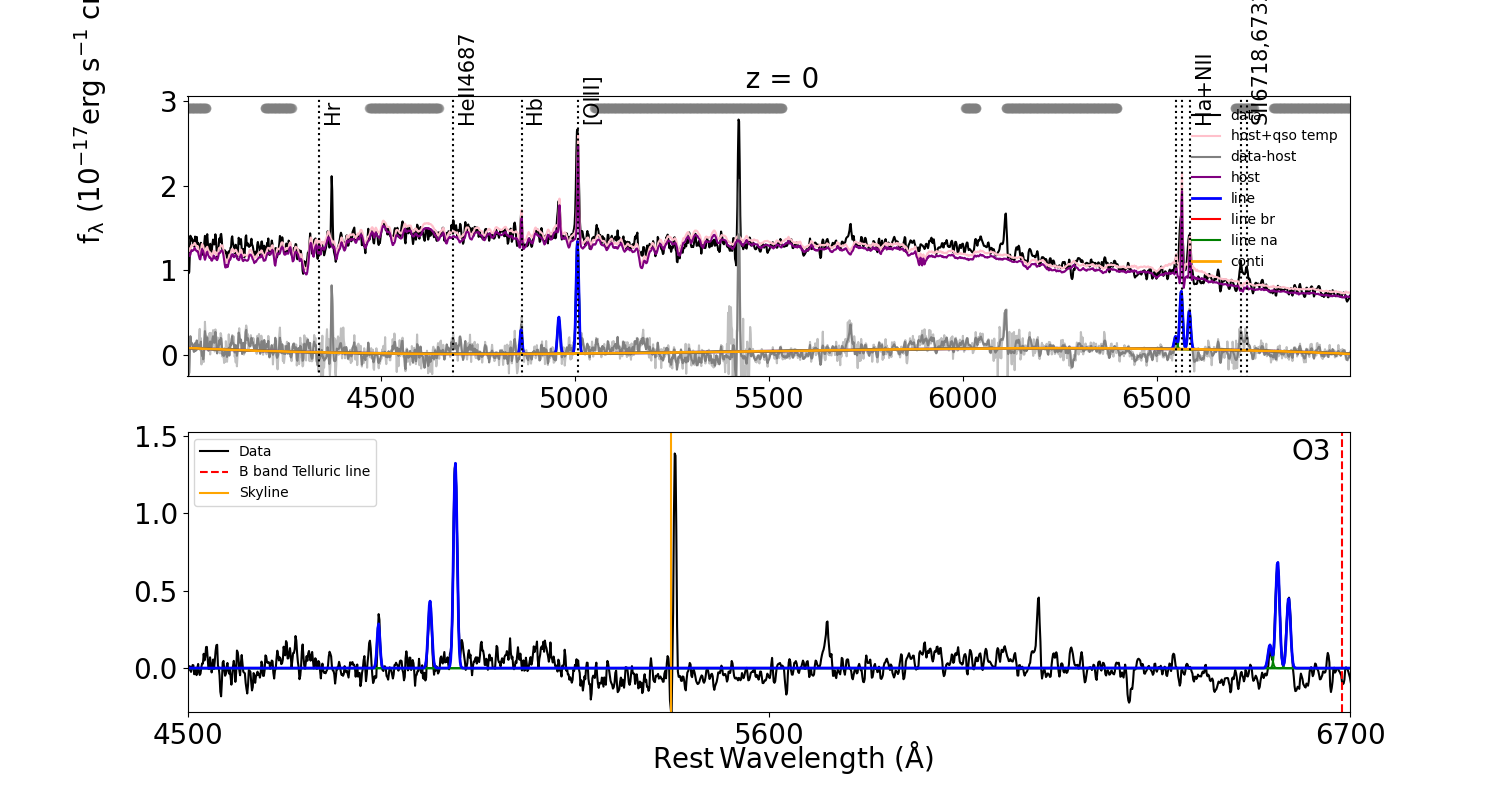 f_λ (10^−17 erg s^−1
HeII4687
z = 0
Hr
Hb
[OIII]
Ha+NII
SII6718,673
data
host+qso temp
data-host
host
line
line br
line na
conti
3
2
1
0
4500 5000 5500 6000 6500
O3
Data
B band Telluric line
Skyline
1.5
1.0
0.5
0.0
4500 5600 6700
Rest Wavelength (Å)